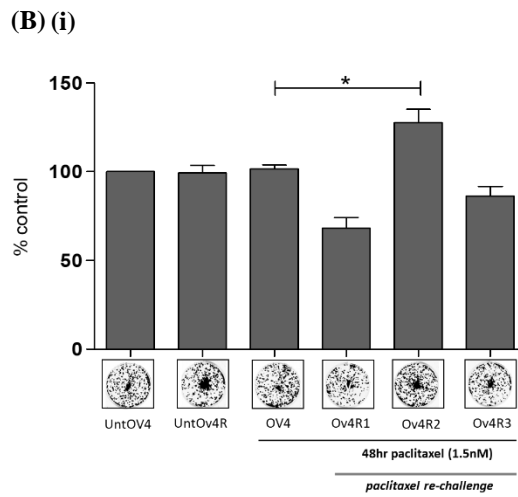 (B) (i)
*
150
100
50
0
% control
UntOV4 UntOv4R OV4 Ov4R1 Ov4R2 Ov4R3
48hr paclitaxel (1.5nM)
paclitaxel re-challenge